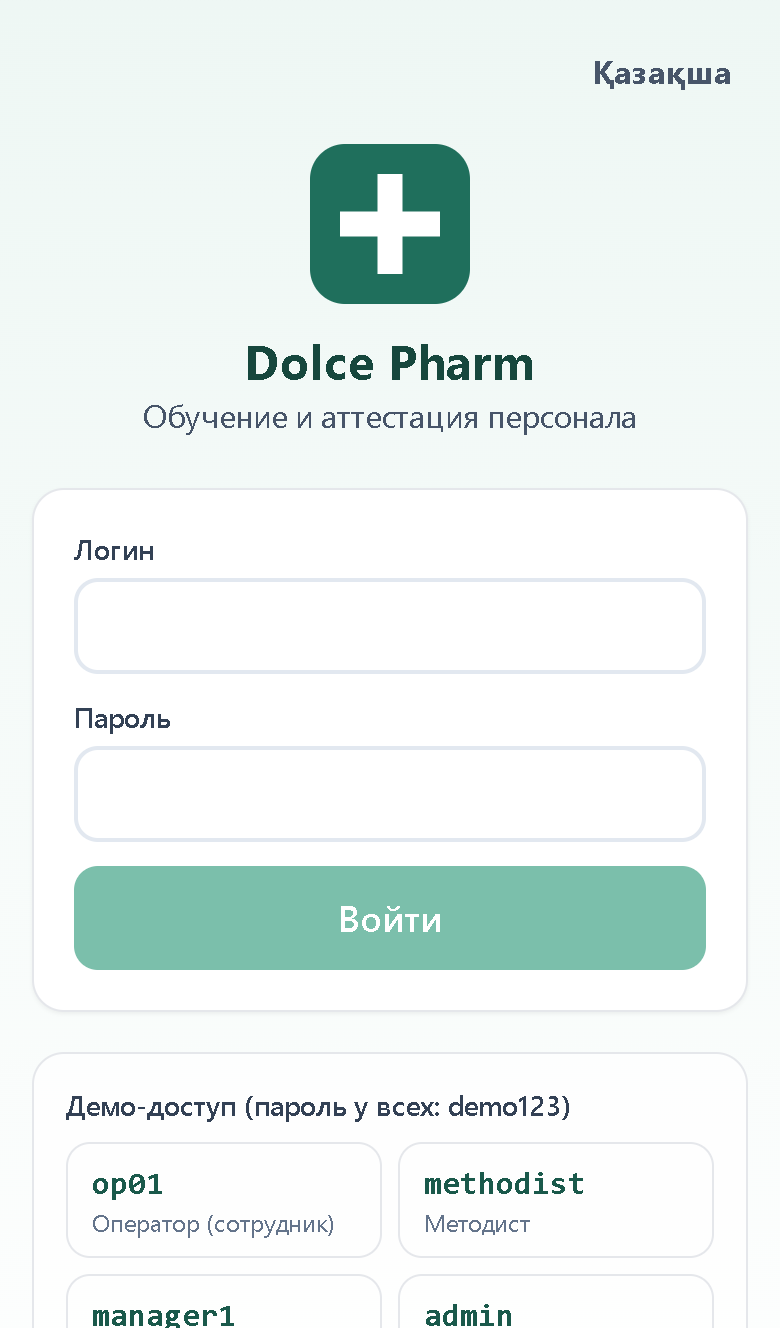 Қазақша
Dolce Pharm
Обучение и аттестация персонала
Логин
Пароль
Войти
Демо-доступ (пароль у всех: demo123)
op01
Оператор (сотрудник)
methodist
Методист
manager1
admin